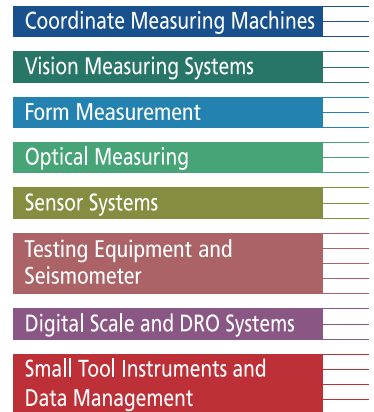 Coordinate Measuring Machines
Vision Measuring Systems
Form Measurement
Optical Measuring
Sensor Systems
Testing Equipment and
Seismometer
Digital Scale and DRO Systems
Small Tool Instruments and
Data Management